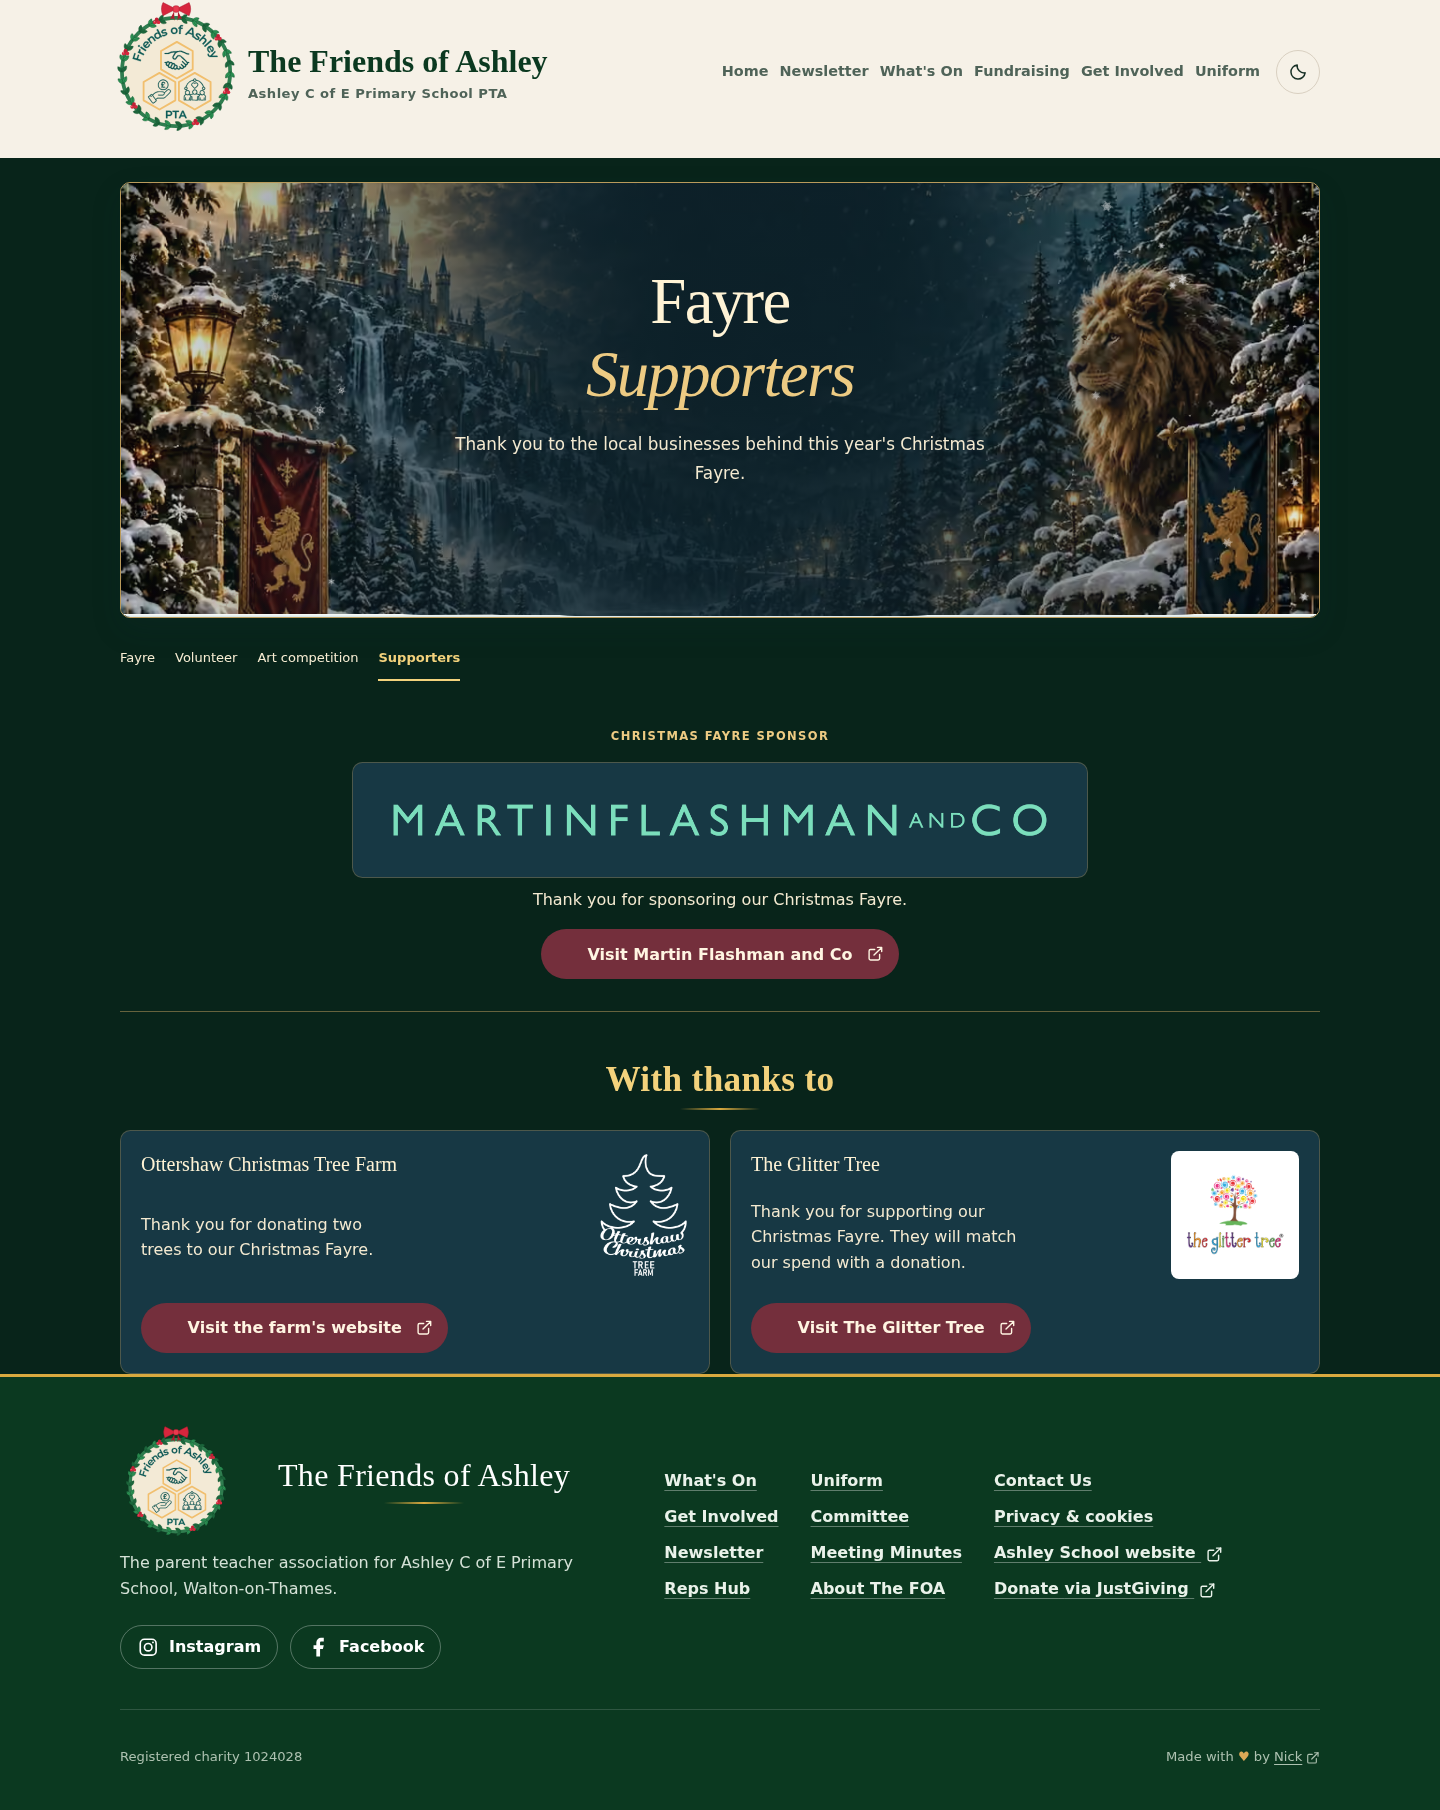 Friends of Ashley
PTA
The Friends of Ashley
Ashley C of E Primary School PTA
Home Newsletter What's On Fundraising Get Involved Uniform
Fayre
Supporters
Thank you to the local businesses behind this year's Christmas
Fayre.
Fayre Volunteer Art competition Supporters
CHRISTMAS FAYRE SPONSOR
MARTINFLASHMANANDCO
Thank you for sponsoring our Christmas Fayre.
Visit Martin Flashman and Co
With thanks to
Ottershaw Christmas Tree Farm
Thank you for donating two
trees to our Christmas Fayre.
Ottershaw
Christmas
TREE
FARM
Visit the farm's website
The Glitter Tree
Thank you for supporting our
Christmas Fayre. They will match
our spend with a donation.
the glitter tree
Visit The Glitter Tree
Friends of Ashley
PTA
The Friends of Ashley
The parent teacher association for Ashley C of E Primary
School, Walton-on-Thames.
Instagram Facebook
What's On Uniform Contact Us
Get Involved Committee Privacy & cookies
Newsletter Meeting Minutes Ashley School website
Reps Hub About The FOA Donate via JustGiving
Registered charity 1024028
Made with ♥ by Nick